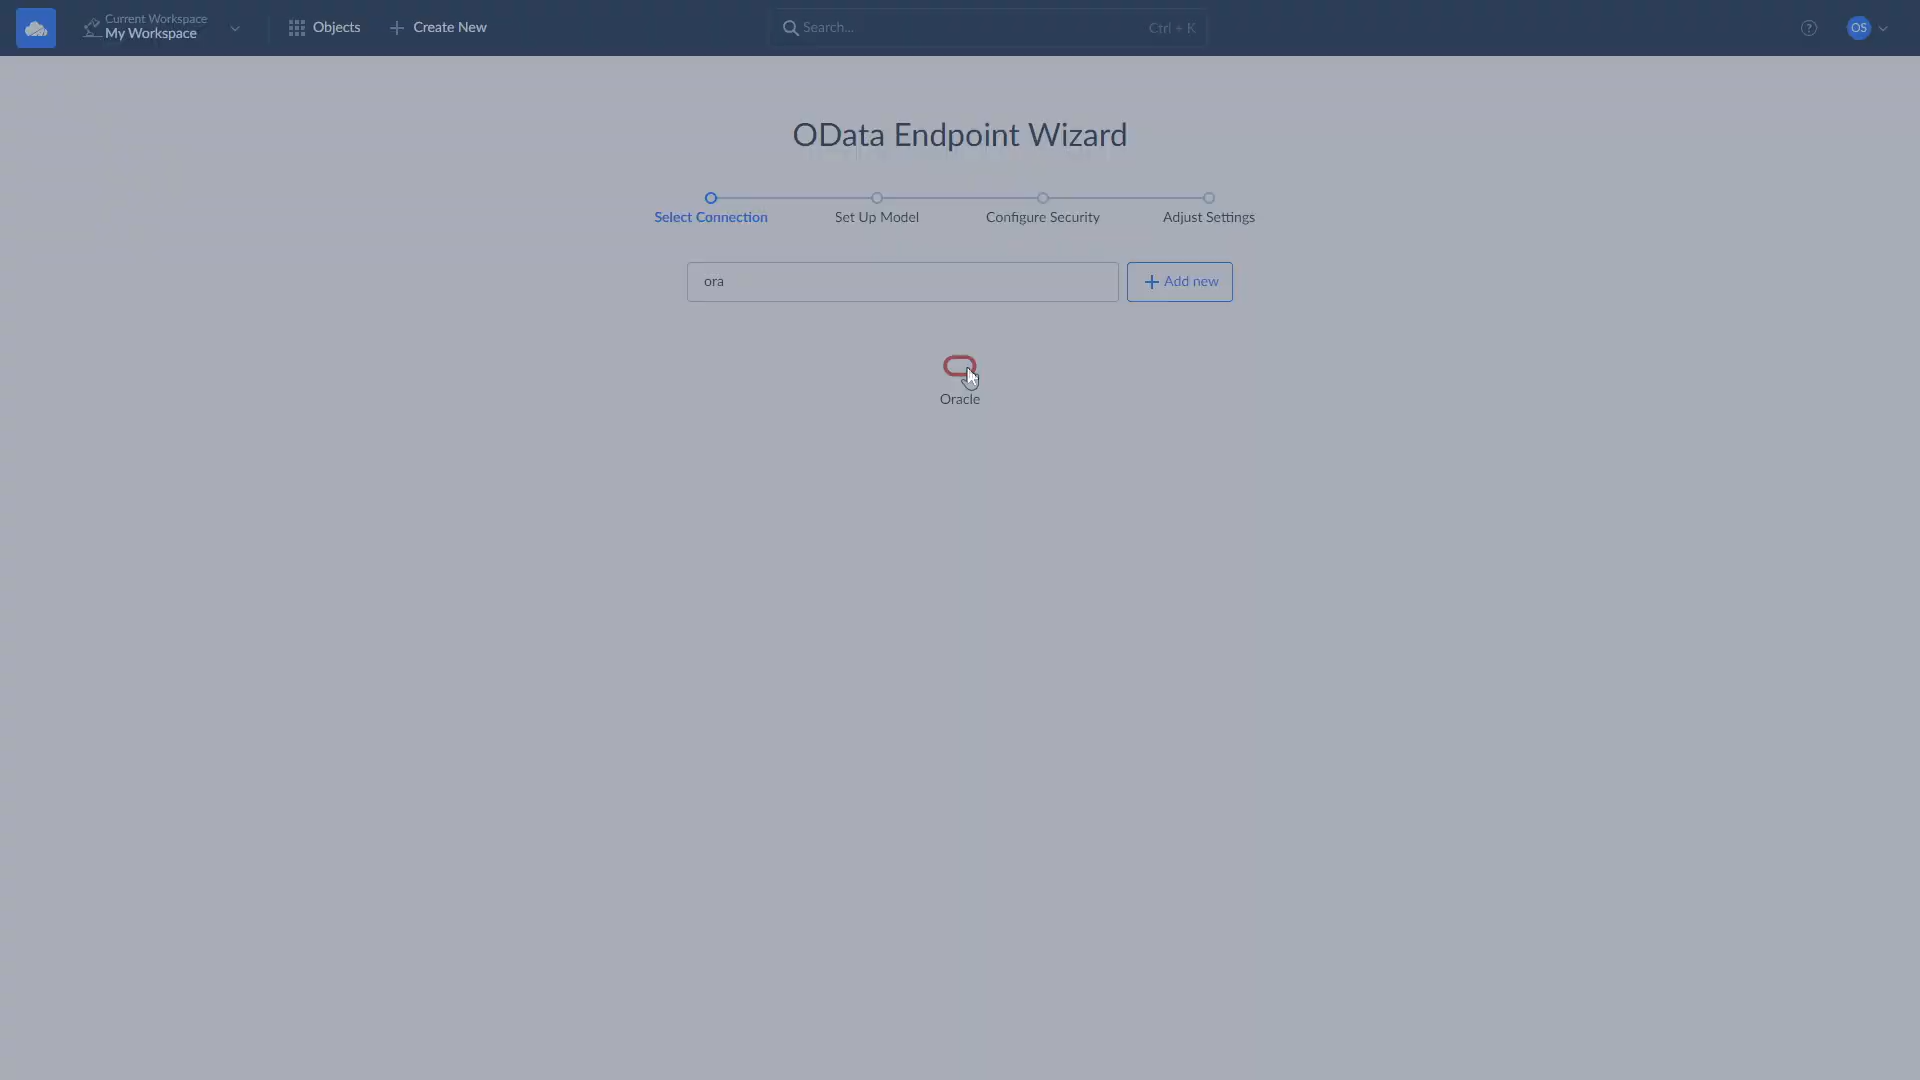 Current Workspace
My Workspace
Objects
Create New
Search...
Ctrl + K
?
OS
OData Endpoint Wizard
Select Connection
Set Up Model
Configure Security
Adjust Settings
ora
Add new
Oracle